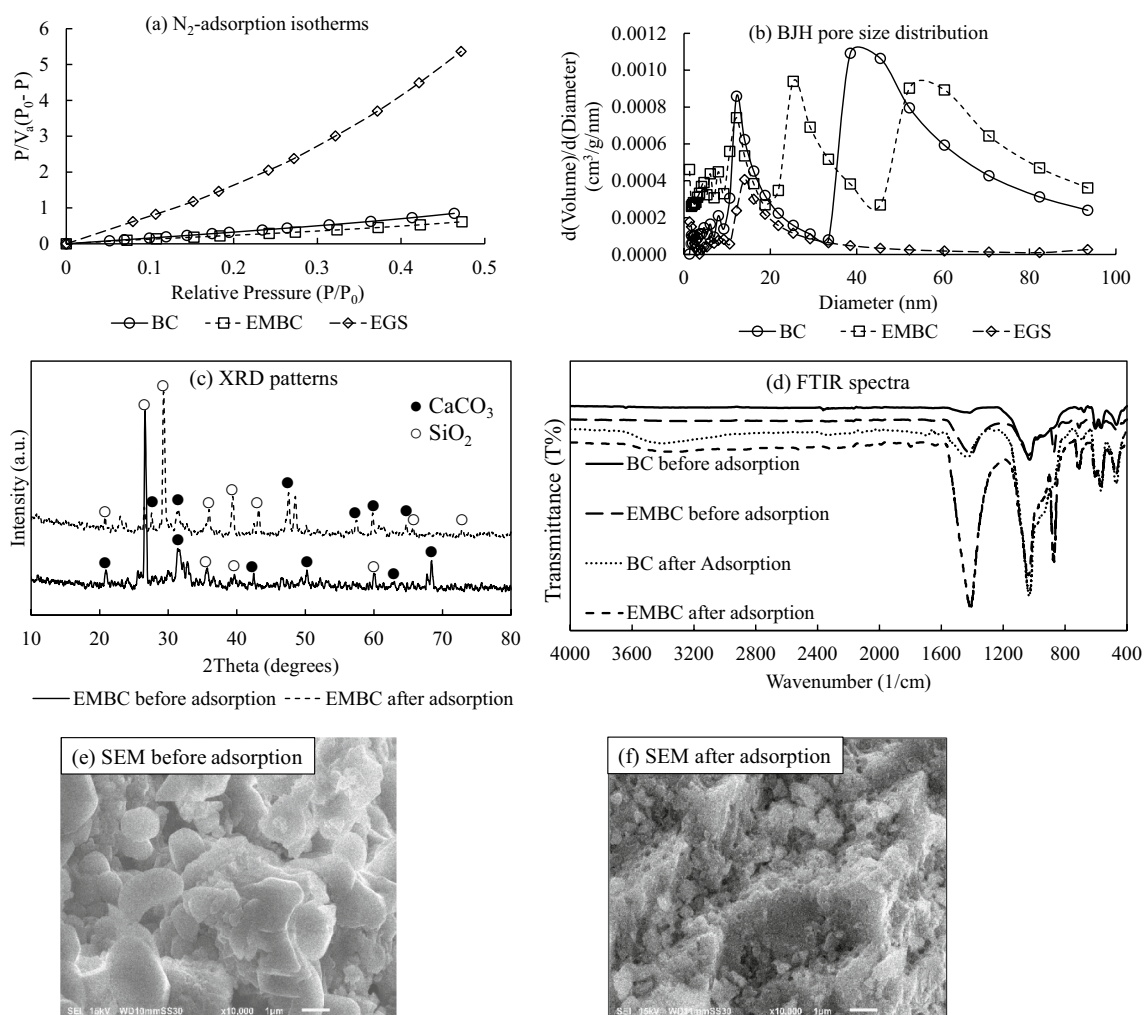 (a) N₂-adsorption isotherms
6
5
4
3
2
1
0
P/Vₐ(P₀- P)
0
0.1
0.2
0.3
0.4
0.5
Relative Pressure (P/P₀)
BC
EMBC
EGS
(b) BJH pore size distribution
0.0012
0.0010
0.0008
0.0006
0.0004
0.0002
0.0000
d(Volume)/d(Diameter)
(cm³/g/nm)
0
20
40
60
80
100
Diameter (nm)
BC
EMBC
EGS
(c) XRD patterns
CaCO₃
SiO₂
Intensity (a.u.)
10
20
30
40
50
60
70
80
2Theta (degrees)
EMBC before adsorption
EMBC after adsorption
(d) FTIR spectra
Transmittance (T%)
BC before adsorption
EMBC before adsorption
BC after Adsorption
EMBC after adsorption
4000
3600
2800
2000
1600
1200
400
Wavenumber (1/cm)
(e) SEM before adsorption
SEI 15kV WD10mmSS30 x10,000 1µm
(f) SEM after adsorption
SEI 15kV WD11mmSS30 x10,000 1µm